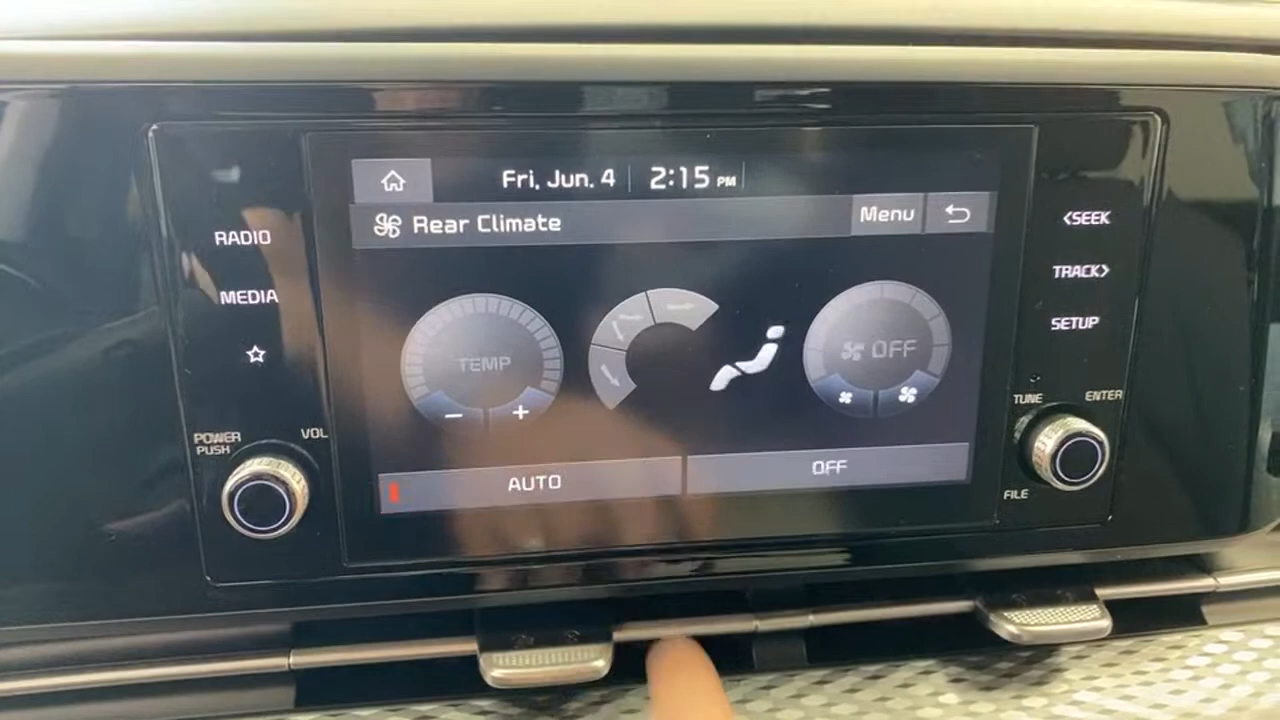 Fri, Jun. 4 2:15 PM
Rear Climate
Menu
RADIO
MEDIA
POWER
PUSH
VOL
TEMP
- +
OFF
AUTO
OFF
<SEEK
TRACK>
SETUP
TUNE
ENTER
FILE